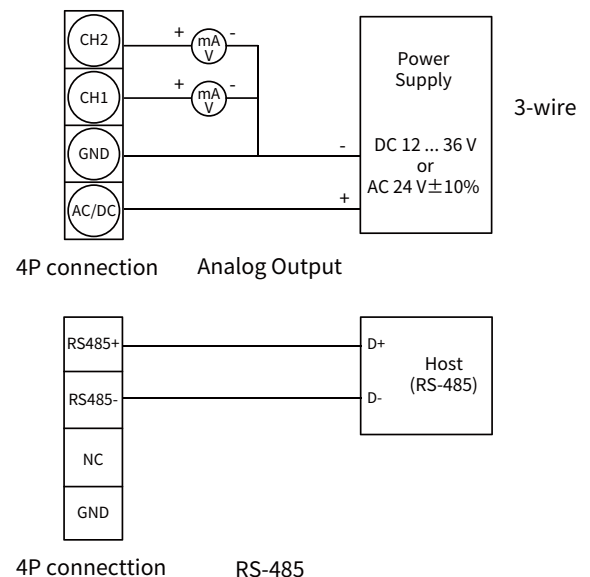 CH2
+ mA V -
CH1
+ mA V -
GND
-
AC/DC
+
Power
Supply
DC 12 ... 36 V
or
AC 24 V±10%
3-wire
4P connection
Analog Output
RS485+
RS485-
NC
GND
D+
D-
Host
(RS-485)
4P connecttion
RS-485